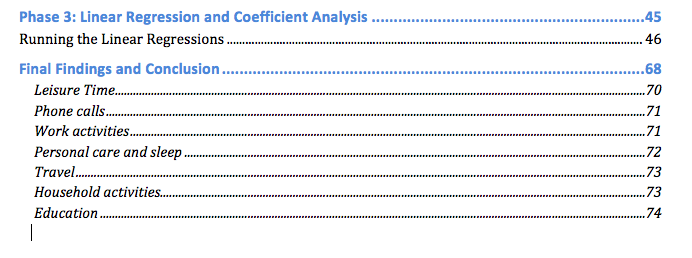 Phase 3: Linear Regression and Coefficient Analysis ................................................................45
Running the Linear Regressions ................................................................ 46
Final Findings and Conclusion ................................................................68
Leisure Time................................................................70
Phone calls................................................................71
Work activities................................................................71
Personal care and sleep ................................................................72
Travel................................................................73
Household activities................................................................73
Education ................................................................74